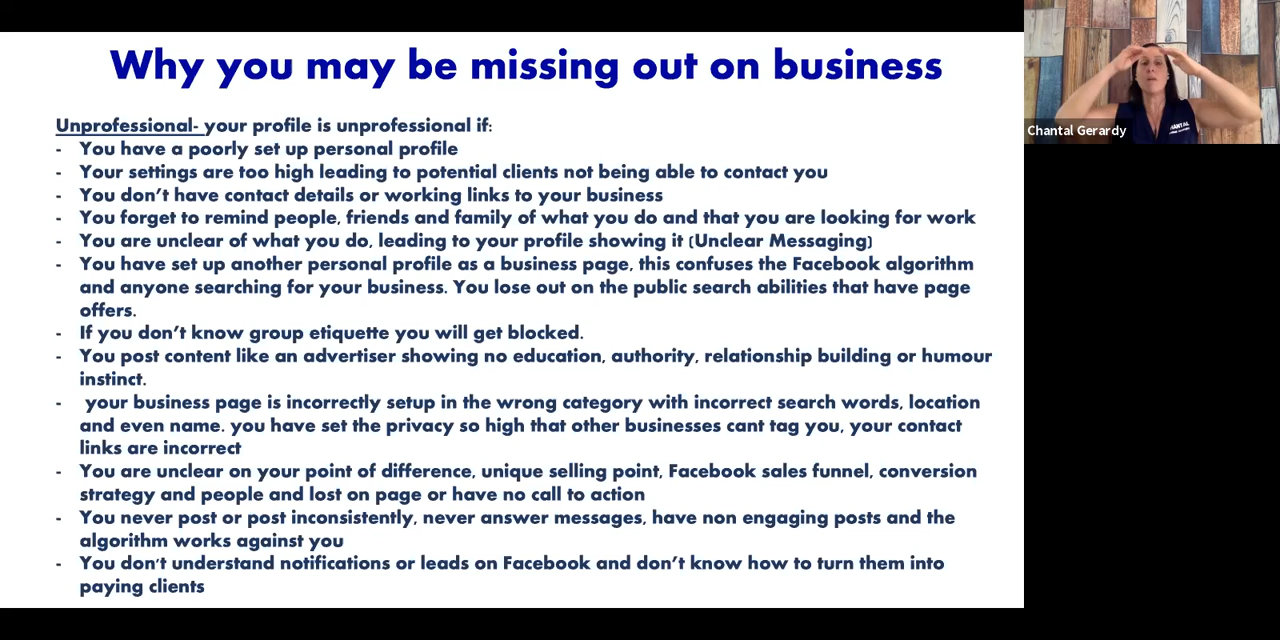 Why you may be missing out on business
Unprofessional- your profile is unprofessional if:
- You have a poorly set up personal profile
- Your settings are too high leading to potential clients not being able to contact you
- You don't have contact details or working links to your business
- You forget to remind people, friends and family of what you do and that you are looking for work
- You are unclear of what you do, leading to your profile showing it (Unclear Messaging)
- You have set up another personal profile as a business page, this confuses the Facebook algorithm
and anyone searching for your business. You lose out on the public search abilities that have page
offers.
- If you don't know group etiquette you will get blocked.
- You post content like an advertiser showing no education, authority, relationship building or humour
instinct.
- your business page is incorrectly setup in the wrong category with incorrect search words, location
and even name. you have set the privacy so high that other businesses cant tag you, your contact
links are incorrect
- You are unclear on your point of difference, unique selling point, Facebook sales funnel, conversion
strategy and people and lost on page or have no call to action
- You never post or post inconsistently, never answer messages, have non engaging posts and the
algorithm works against you
- You don't understand notifications or leads on Facebook and don't know how to turn them into
paying clients
Chantal Gerardy